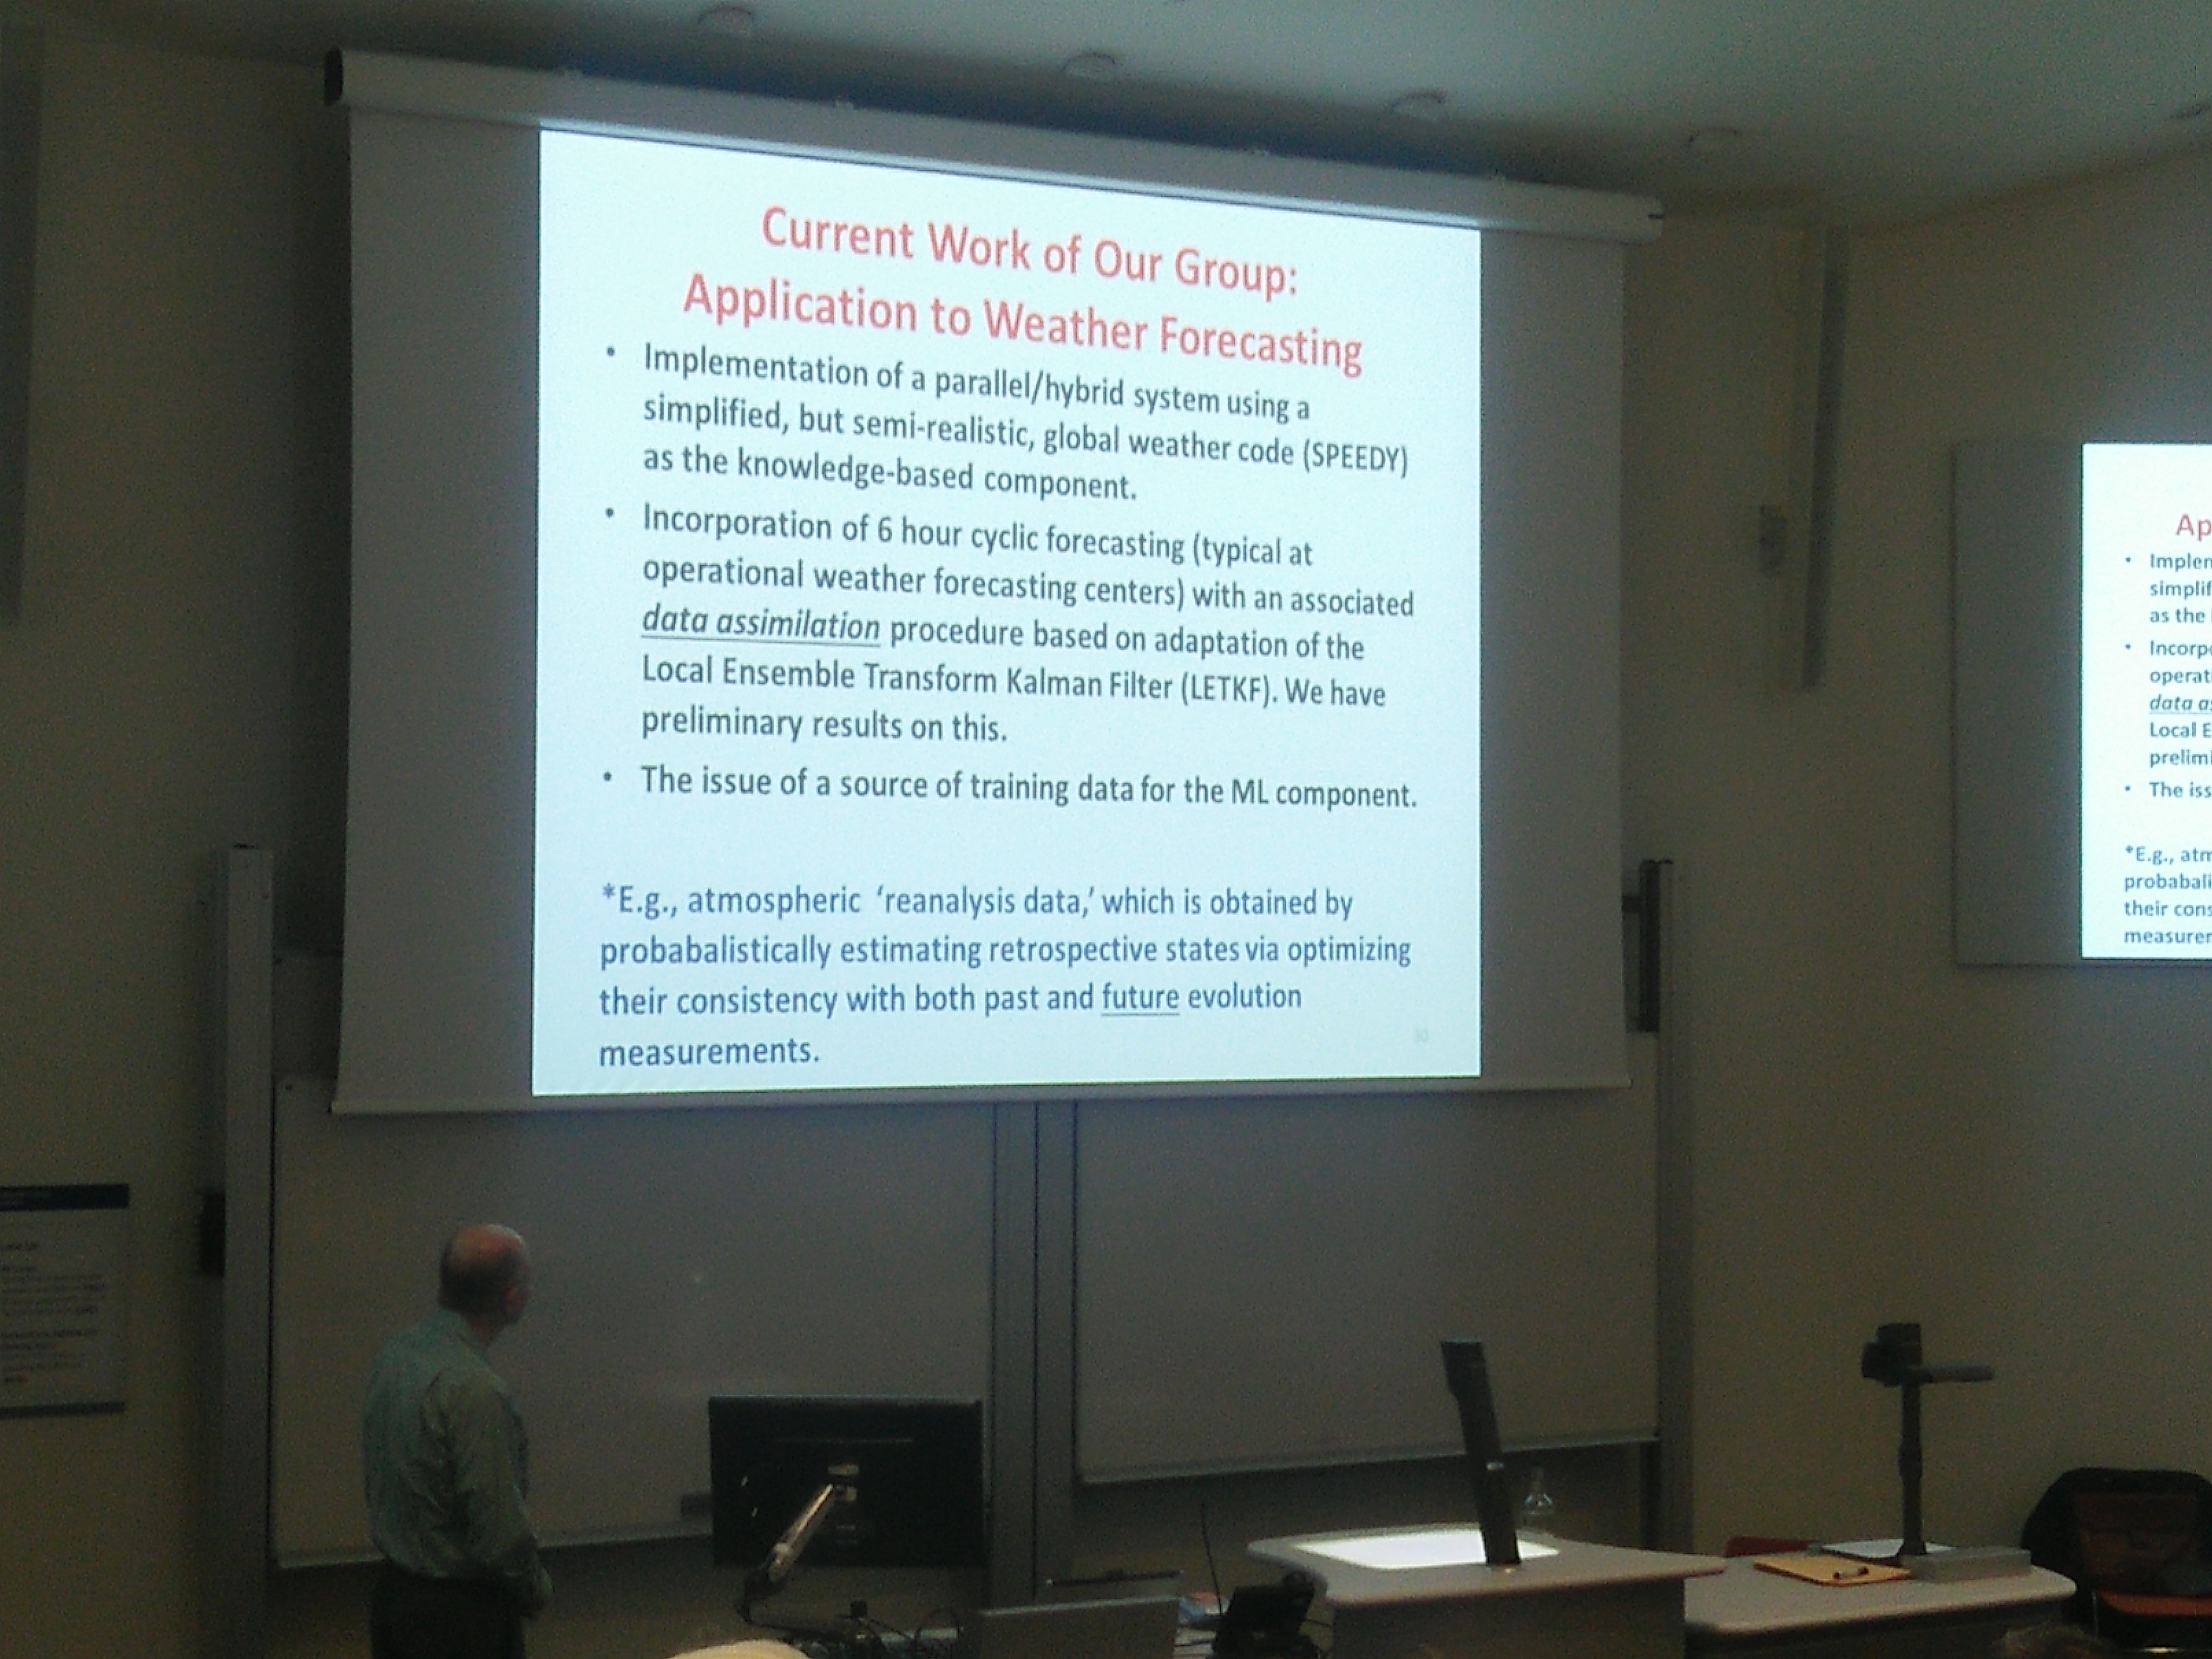 Current Work of Our Group:
Application to Weather Forecasting
• Implementation of a parallel/hybrid system using a
simplified, but semi-realistic, global weather code (SPEEDY)
as the knowledge-based component.
• Incorporation of 6 hour cyclic forecasting (typical at
operational weather forecasting centers) with an associated
data assimilation procedure based on adaptation of the
Local Ensemble Transform Kalman Filter (LETKF). We have
preliminary results on this.
• The issue of a source of training data for the ML component.
*E.g., atmospheric ‘reanalysis data,’ which is obtained by
probabalistically estimating retrospective states via optimizing
their consistency with both past and future evolution
measurements.
30
Ap
• Implem
simplif
as the
• Incorpo
operati
data as
Local E
prelimi
• The iss
*E.g., atm
probabali
their cons
measurem